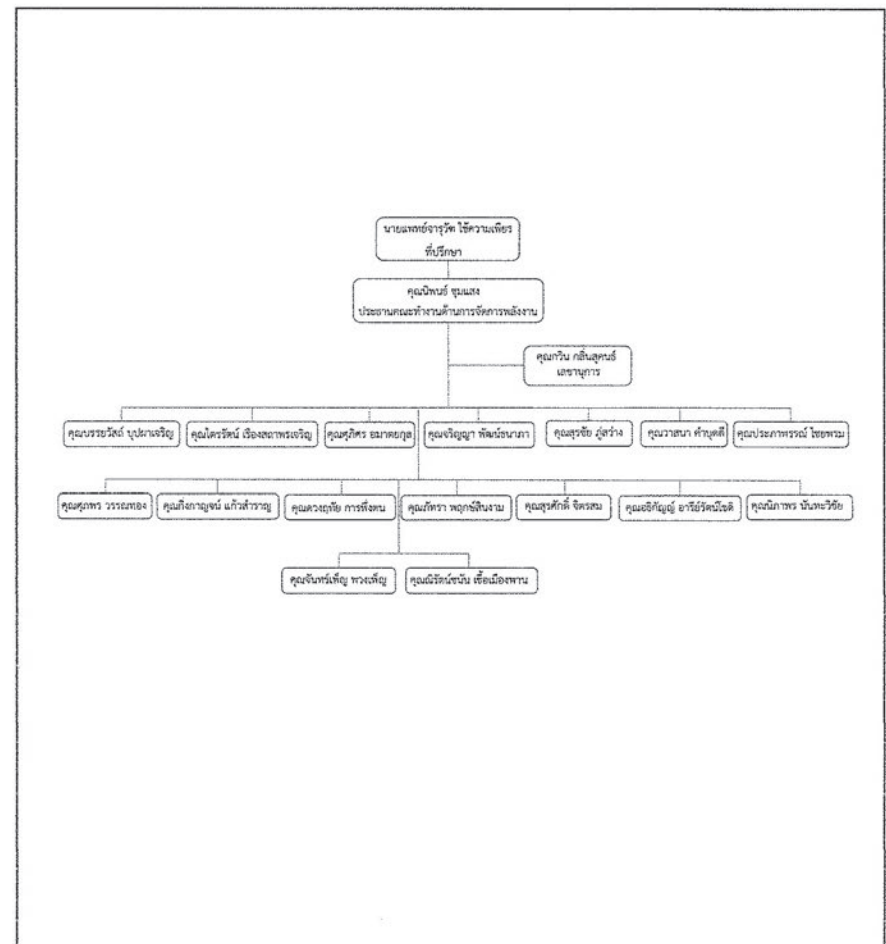 นายแพทย์จารุวัฑ ใช้ความเพียร
ที่ปรึกษา
คุณนิพนธ์ ชุมแสง
ประธานคณะทำงานด้านการจัดการพลังงาน
คุณกวิน กลิ่นสุคนธ์
เลขานุการ
คุณบรรยวัสถ์ บุปผาเจริญ คุณไตรรัตน์ เรืองสถาพรเจริญ คุณศุภิศร อมาตยกุล คุณจริญญา พัฒน์ธนาภา คุณสุรชัย ภู่สว่าง คุณวาสนา คำบุตดี คุณประภาพรรณ์ ไชยพรม
คุณศุภพร วรรณทอง คุณกิ่งกาญจน์ แก้วสำราญ คุณดวงฤทัย การพึ่งตน คุณภัทรา พฤกษ์สินงาม คุณสุรศักดิ์ จิตรสม คุณอธิกัญญ์ อารีย์รัตน์โชติ คุณนิภาพร นันทะวิชัย
คุณจันทร์เพ็ญ พวงเพ็ญ คุณณิรัตน์ชนัน เชื้อเมืองพาน